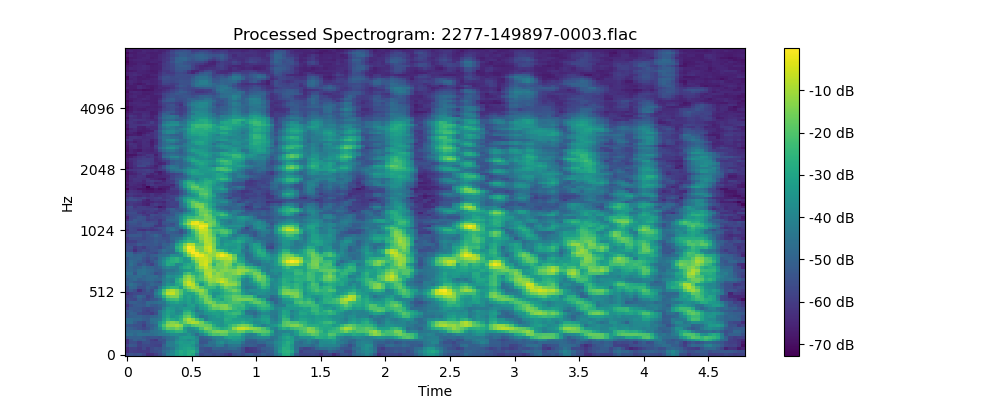 Processed Spectrogram: 2277-149897-0003.flac
Hz
4096
2048
1024
512
0
0 0.5 1 1.5 2 2.5 3 3.5 4 4.5
Time
-10 dB
-20 dB
-30 dB
-40 dB
-50 dB
-60 dB
-70 dB